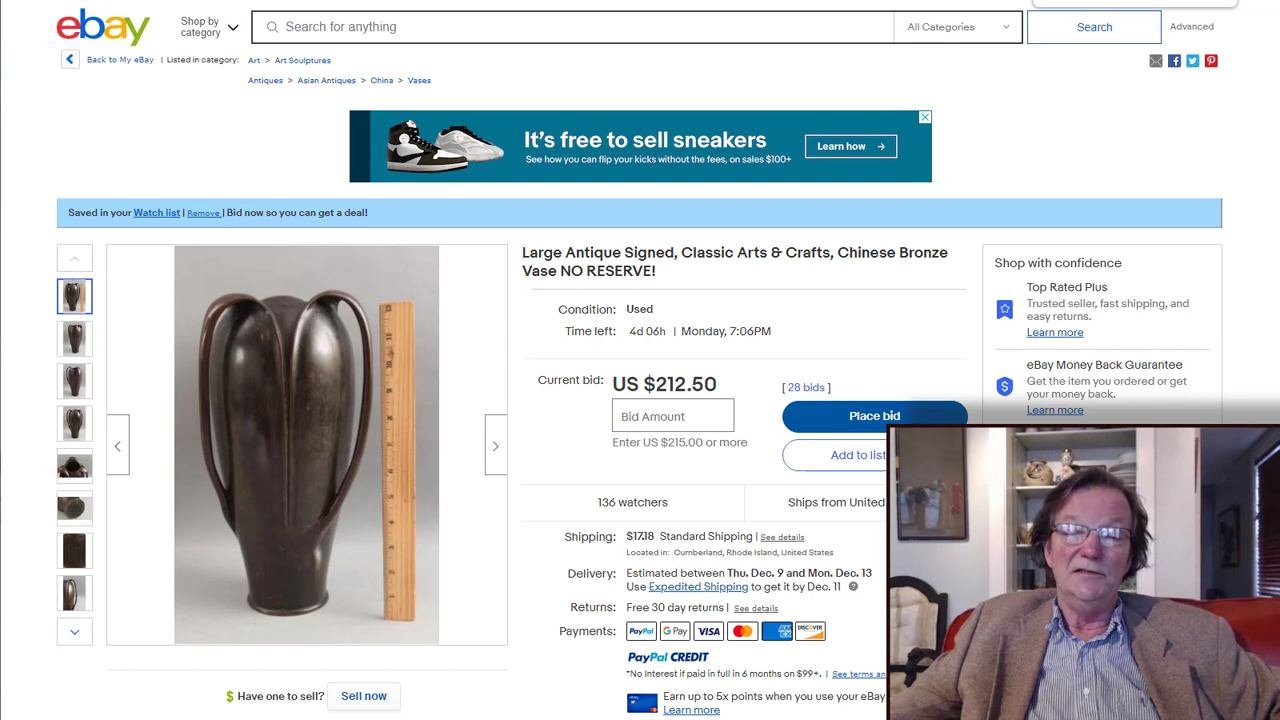 ebay
Shop by
category
Search for anything
All Categories
Search
Advanced
Back to My eBay | Listed in category: Art > Art Sculptures
Antiques > Asian Antiques > China > Vases
It's free to sell sneakers
See how you can flip your kicks without the fees, on sales $100+
Learn how
Saved in your Watch list | Remove | Bid now so you can get a deal!
Large Antique Signed, Classic Arts & Crafts, Chinese Bronze
Vase NO RESERVE!
Condition: Used
Time left: 4d 06h | Monday, 7:06PM
Current bid: US $212.50
[ 28 bids ]
Bid Amount
Place bid
Enter US $215.00 or more
Add to list
136 watchers
Ships from United
Shipping: $17.18 Standard Shipping | See details
Located in: Cumberland, Rhode Island, United States
Delivery: Estimated between Thu. Dec. 9 and Mon. Dec. 13
Use Expedited Shipping to get it by Dec. 11
Returns: Free 30 day returns | See details
Payments: PayPal G Pay VISA DISCOVER
PayPal CREDIT
*No Interest if paid in full in 6 months on $99+. | See terms an
Earn up to 5x points when you use your eBay
Learn more
Have one to sell? Sell now
Shop with confidence
Top Rated Plus
Trusted seller, fast shipping, and
easy returns.
Learn more
eBay Money Back Guarantee
Get the item you ordered or get
your money back.
Learn more